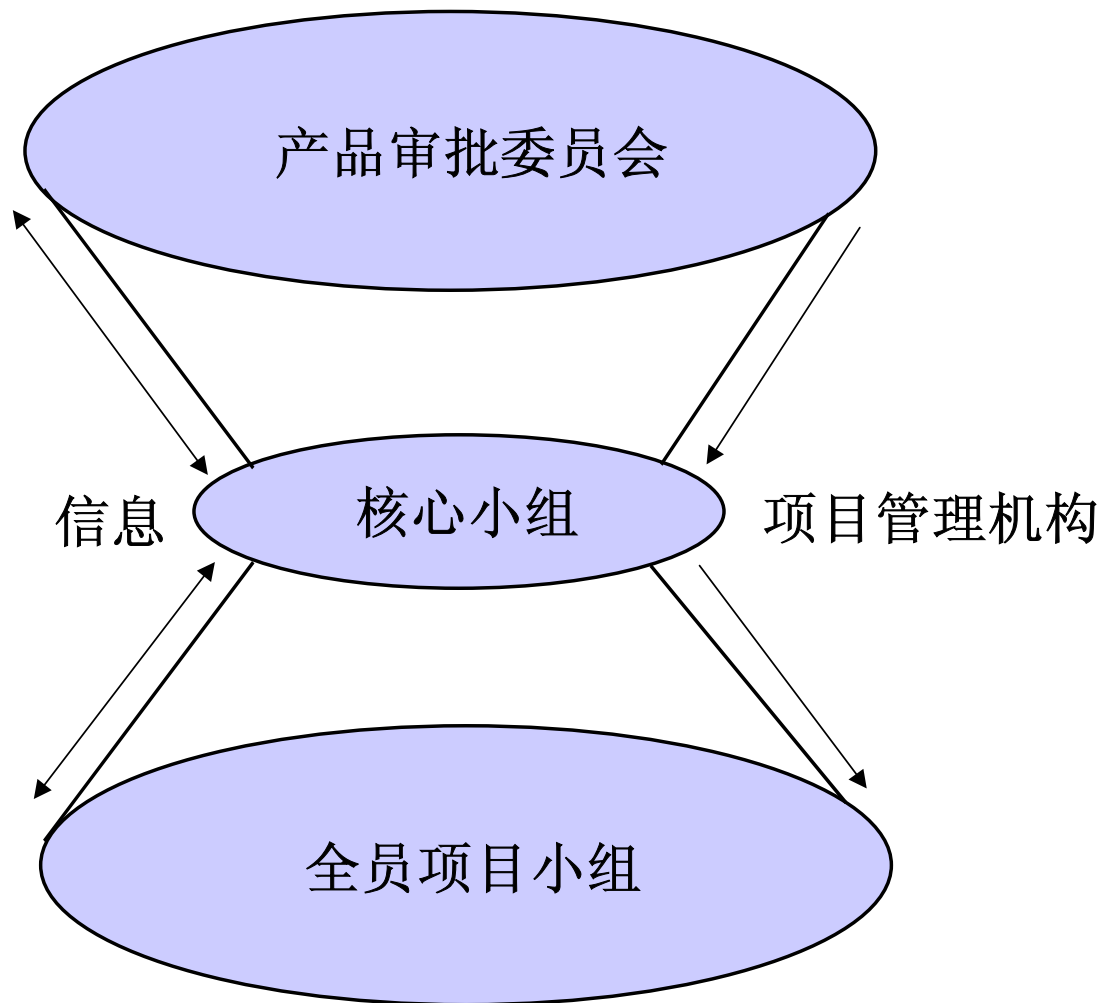 产品审批委员会
信息
核心小组
项目管理机构
全员项目小组